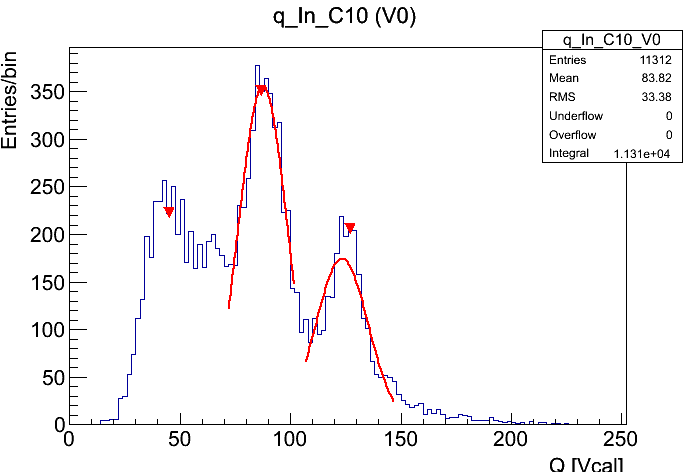 q_In_C10 (V0)
q_In_C10_V0
Entries 11312
Mean 83.82
RMS 33.38
Underflow 0
Overflow 0
Integral 1.131e+04
Entries/bin
350
300
250
200
150
100
50
0
0 50 100 150 200 250
Q [Vcal]